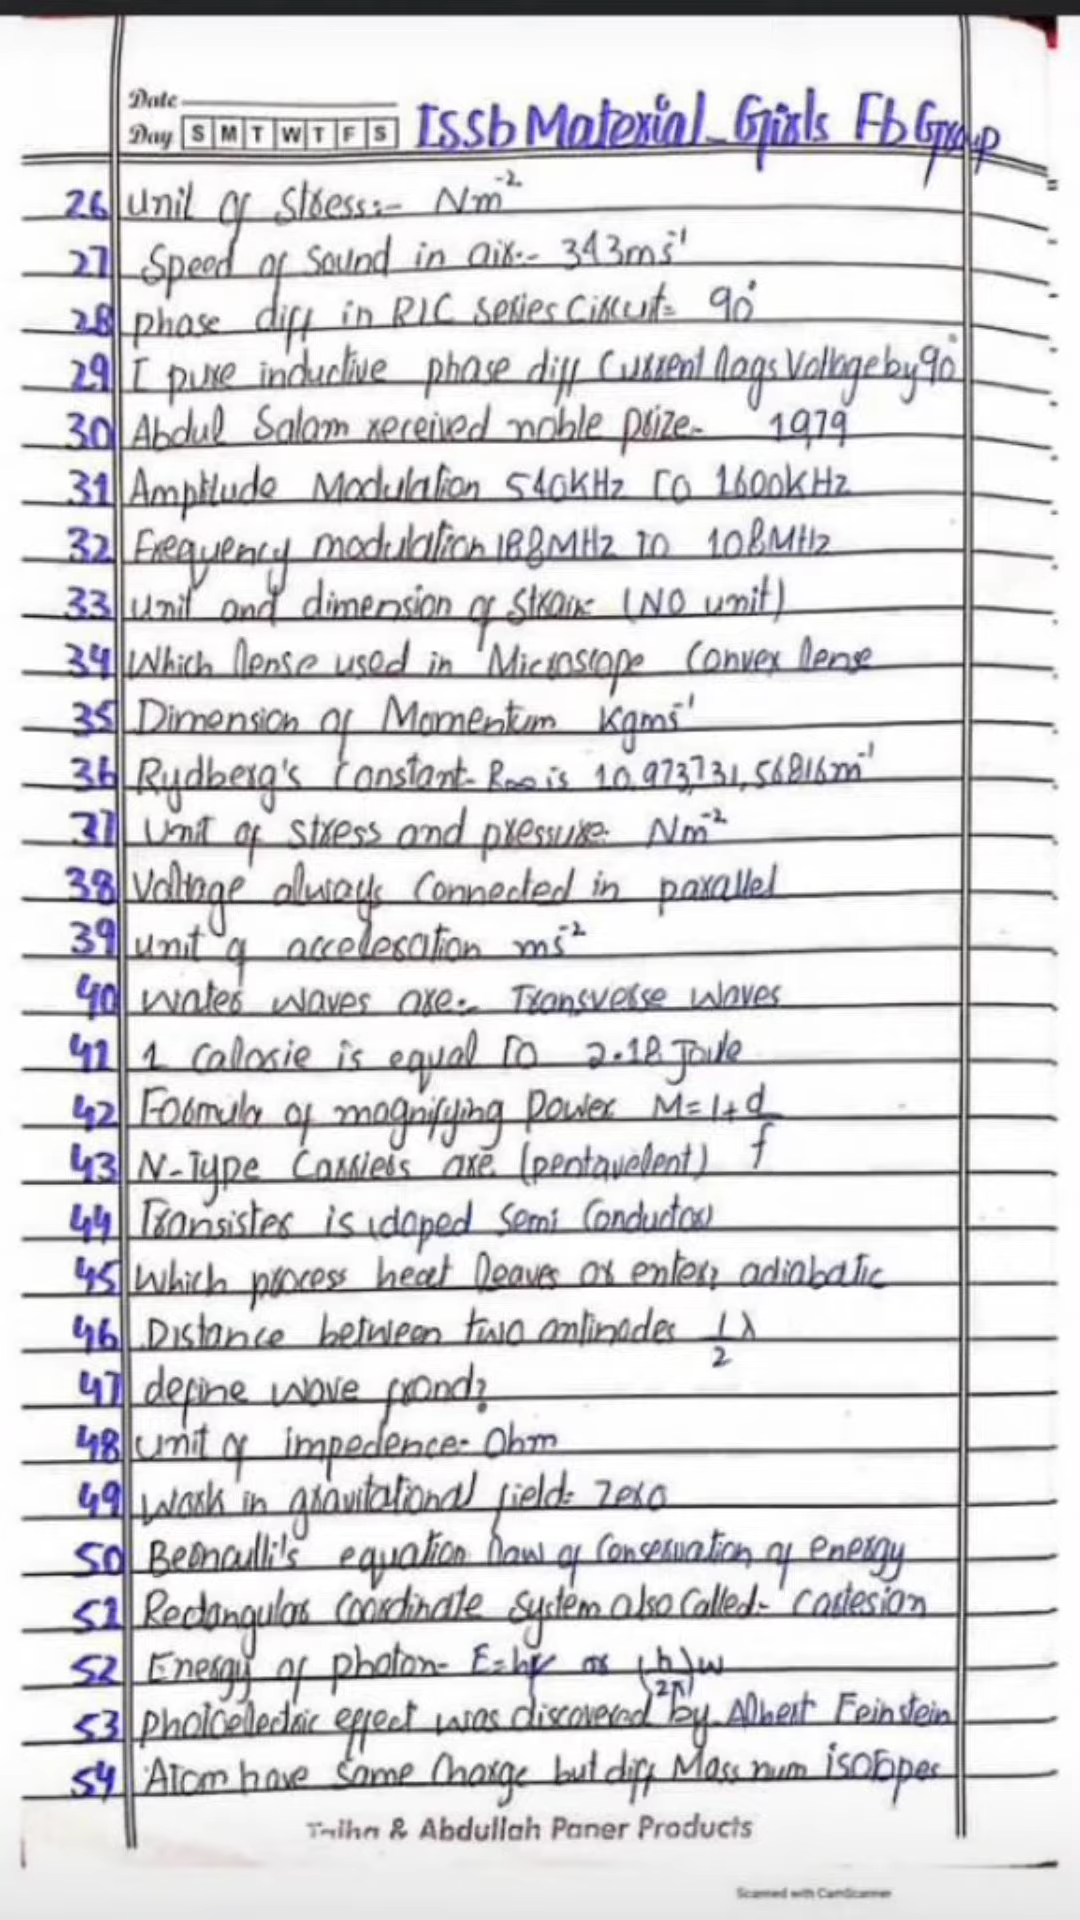 Date
Day S M T W T F S ISSb Material_Girls Fb Group
26 unit of stress:- Nm-2
27 Speed of Sound in air:- 343ms-1
28 phase diff in RIC series Circuit= 90°
29 I pure inductive phase diff Current lags Voltage by 90°
30 Abdul Salam received noble prize- 1979
31 Amplitude Modulation 540KHz TO 1600KHz
32 Frequency modulation 188MHz TO 108MHz
33 unit and dimension of strain (NO unit)
34 Which lense used in Microscope Convex lense
35 Dimension of Momentum Kgms-1
36 Rydberg's Constant- R∞ is 10,973,731,56816m-1
37 Unit of stress and pressure. Nm-2
38 Voltage always Connected in parallel
39 unit of acceleration ms-2
40 water waves are:- Transverse waves
41 1 Calorie is equal TO 2.18 Joule
42 Formula of magnifying Power M=1+d/f
43 N-Type Carriers are (pentavelent)
44 Transister is doped Semi Conductor
45 which process heat leaves or enter? adiabatic
46 Distance between two antinodes 1/2 λ
47 define wave frond?
48 unit of impedence- Ohm
49 Work in gravitational field= Zero
50 Bernoulli's equation law of Conservation of energy
51 Rectangular coordinate system also Called- cartesian
52 Energy of photon- E=hf or (h/2π)w
53 photoelectric effect was discovered by Albert Feinstein
54 Atom have Same Charge but diff Mass num isotopes
& Abdullah Paper Products
Scanned with CamScanner